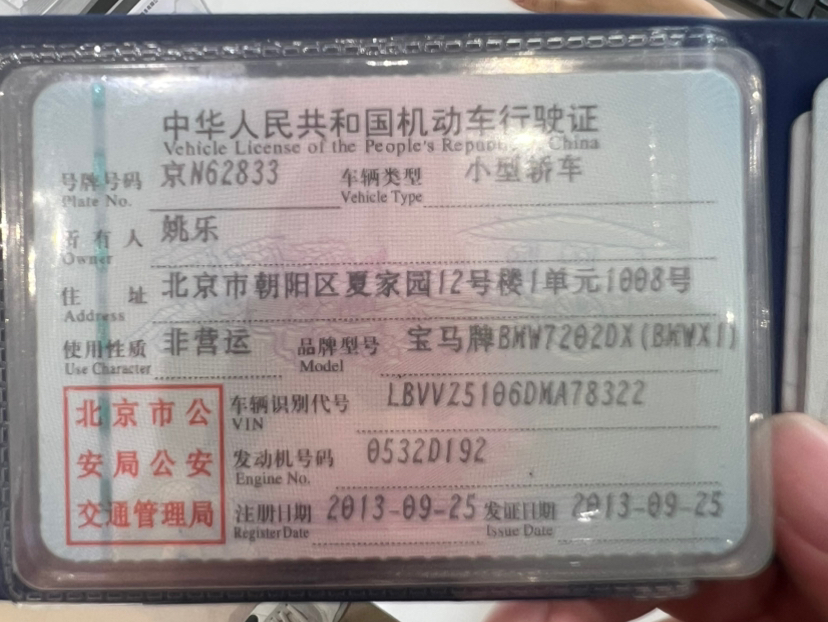 中华人民共和国机动车行驶证
Vehicle License of the People's Republic of China
号牌号码 京N62833 车辆类型 小型轿车
Plate No. Vehicle Type
所有人 姚乐
Owner
住址 北京市朝阳区夏家园12号楼1单元1008号
Address
使用性质 非营运 品牌型号 宝马牌BMW7202DX(BMWX1)
Use Character Model
北京市公安局公安交通管理局
车辆识别代号 LBVVZ5106DMA78322
VIN
发动机号码 0532D192
Engine No.
注册日期 2013-09-25 发证日期 2013-09-25
Register Date Issue Date